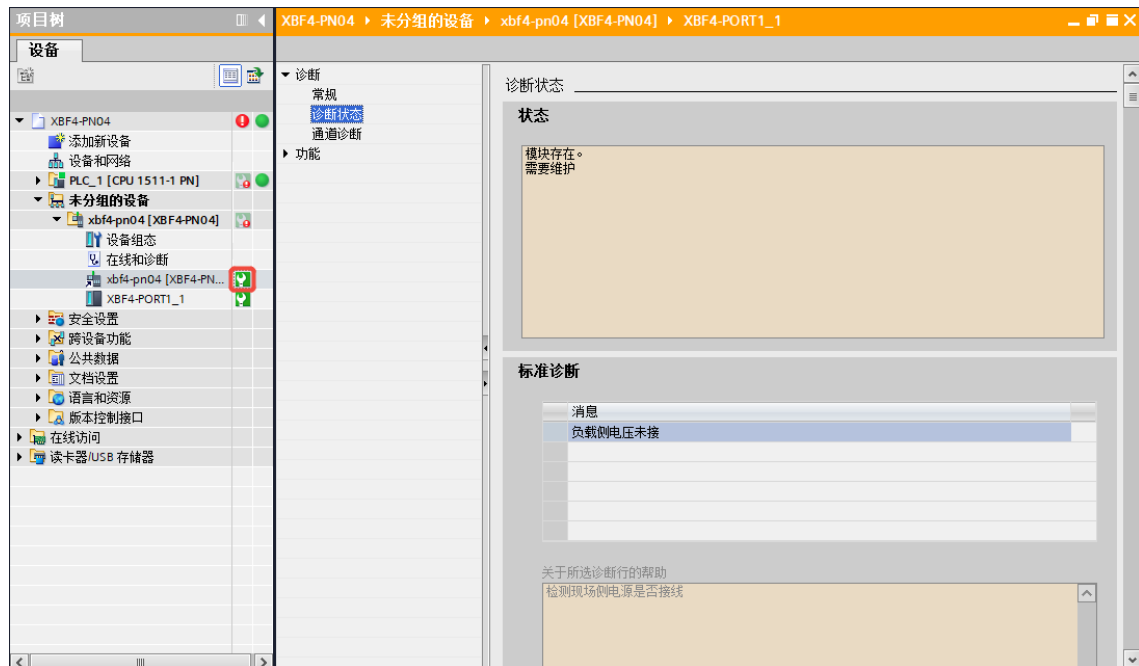 项目树
XBF4-PN04 ▸ 未分组的设备 ▸ xbf4-pn04 [XBF4-PN04] ▸ XBF4-PORT1_1
设备
XBF4-PN04
添加新设备
设备和网络
PLC_1 [CPU 1511-1 PN]
未分组的设备
xbf4-pn04 [XBF4-PN04]
设备组态
在线和诊断
xbf4-pn04 [XBF4-PN...
XBF4-PORT1_1
安全设置
跨设备功能
公共数据
文档设置
语言和资源
版本控制接口
在线访问
读卡器/USB 存储器
诊断
常规
诊断状态
通道诊断
功能
诊断状态
状态
模块存在。
需要维护
标准诊断
消息
负载侧电压未接
关于所选诊断行的帮助
检测现场侧电源是否接线